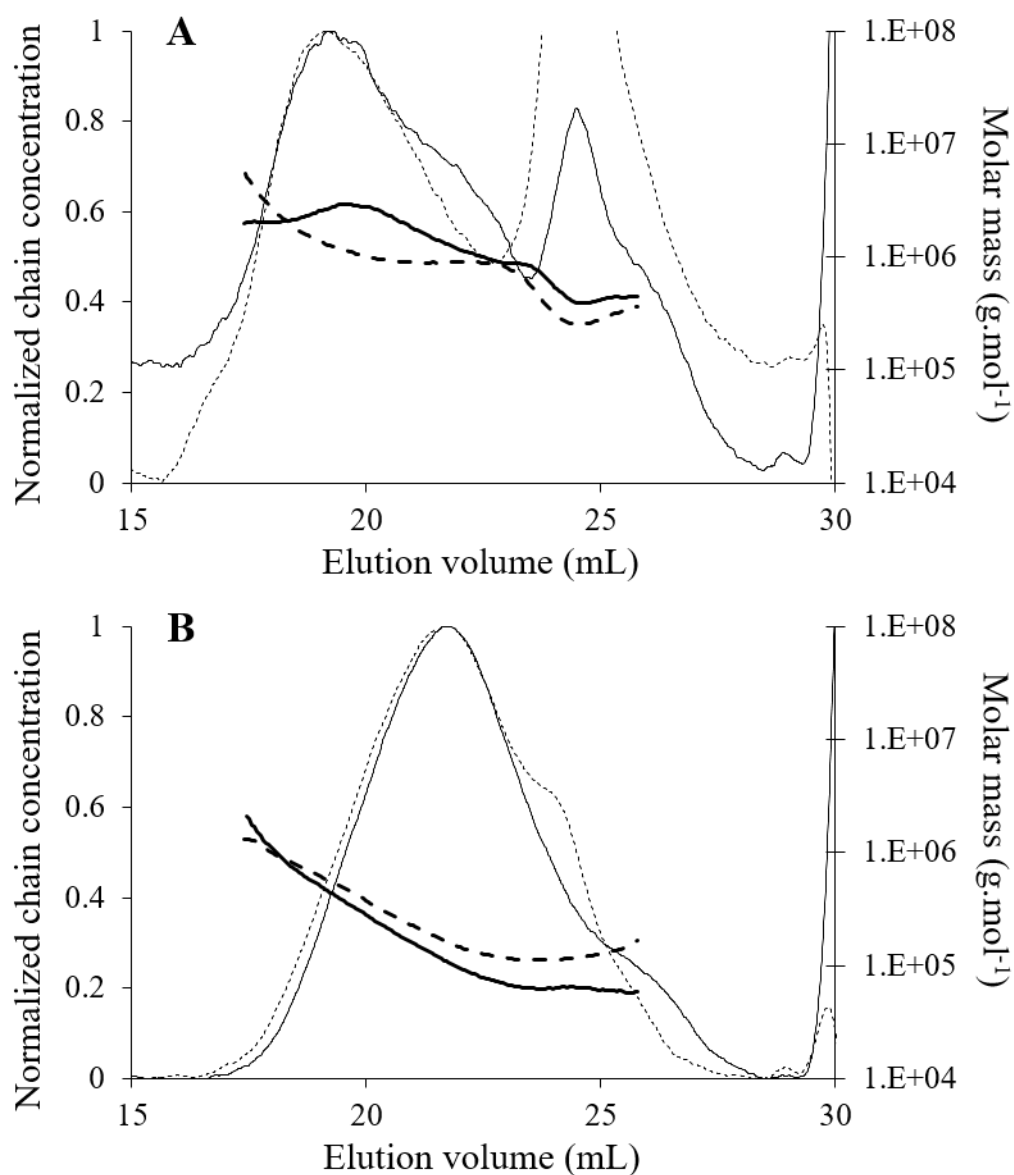 A
Normalized chain concentration
1
0.8
0.6
0.4
0.2
0
1.E+08
1.E+07
1.E+06
1.E+05
1.E+04
Molar mass (g.mol-1)
15 20 25 30
Elution volume (mL)
B
Normalized chain concentration
1
0.8
0.6
0.4
0.2
0
1.E+08
1.E+07
1.E+06
1.E+05
1.E+04
Molar mass (g.mol-1)
15 20 25 30
Elution volume (mL)